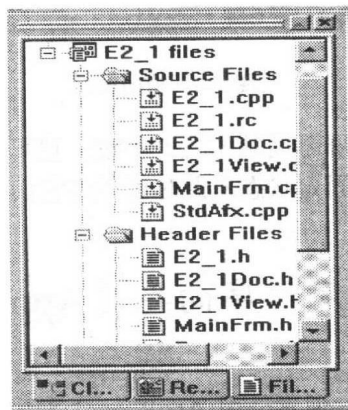 E2_1 files
Source Files
E2_1.cpp
E2_1.rc
E2_1Doc.cp
E2_1View.c
MainFrm.cp
StdAfx.cpp
Header Files
E2_1.h
E2_1Doc.h
E2_1View.h
MainFrm.h
Cl... Re... Fil...